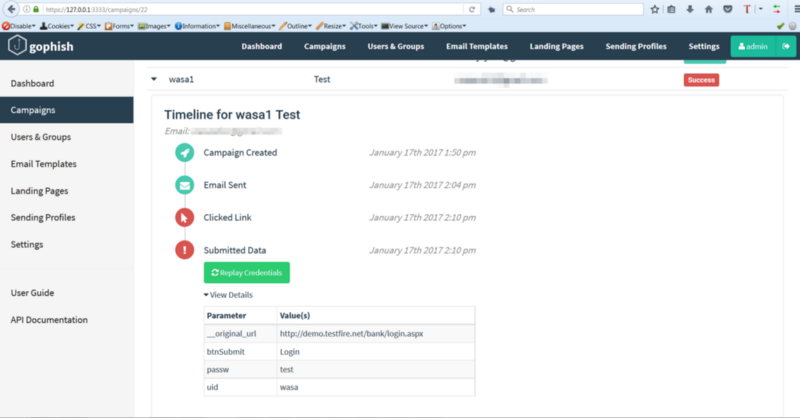 https://127.0.0.1:3333/campaigns/22
Search
Disable Cookies CSS Forms Images Information Miscellaneous Outline Resize Tools View Source Options
gophish Dashboard Campaigns Users & Groups Email Templates Landing Pages Sending Profiles Settings admin
Dashboard
Campaigns
Users & Groups
Email Templates
Landing Pages
Sending Profiles
Settings
User Guide
API Documentation
wasa1 Test Success
Timeline for wasa1 Test
Email:
Campaign Created January 17th 2017 1:50 pm
Email Sent January 17th 2017 2:04 pm
Clicked Link January 17th 2017 2:10 pm
Submitted Data January 17th 2017 2:10 pm
Replay Credentials
View Details
Parameter Value(s)
__original_url http://demo.testfire.net/bank/login.aspx
btnSubmit Login
passw test
uid wasa